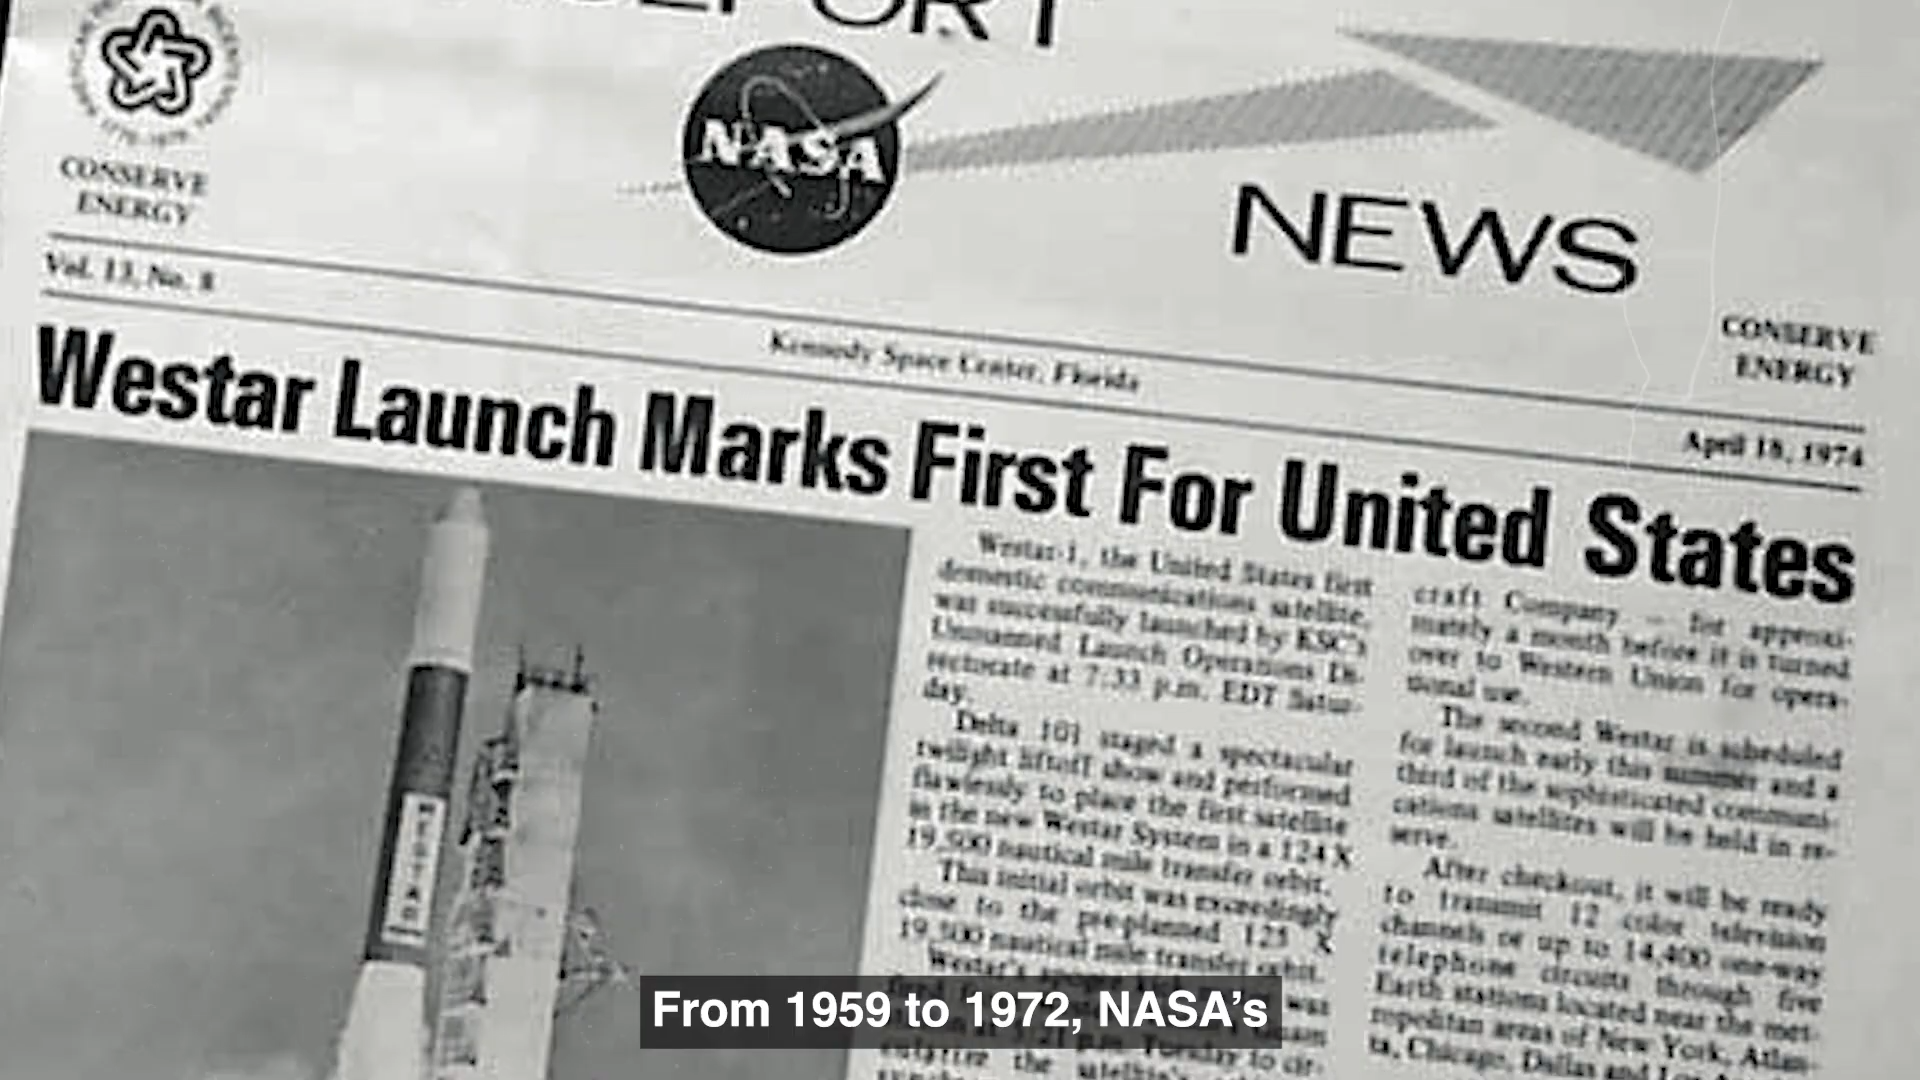 NASA
CONSERVE
ENERGY
NEWS
CONSERVE
ENERGY
Vol. 13, No. 8
Kennedy Space Center, Florida
April 18, 1974
Westar Launch Marks First For United States
WESTAR
Westar-1, the United States first
domestic communications satellite,
was successfully launched by KSC's
Unmanned Launch Operations Di-
rectorate at 7:33 p.m. EDT Satur-
day.
Delta 101 staged a spectacular
twilight liftoff show and performed
flawlessly to place the first satellite
in the new Westar System in a 124 X
19,500 nautical mile transfer orbit.
This initial orbit was exceedingly
close to the pre-planned 125 X
19,500 nautical mile transfer orbit.
Westar's
was
Tuesday to cir-
the satellite's
craft Company — for approxi-
mately a month before it is turned
over to Western Union for opera-
tional use.
The second Westar is scheduled
for launch early this summer and a
third of the sophisticated communi-
cations satellites will be held in re-
serve.
After checkout, it will be ready
to transmit 12 color television
channels or up to 14,400 one-way
telephone circuits through five
Earth stations located near the met-
ropolitan areas of New York, Atlan-
ta, Chicago, Dallas and
From 1959 to 1972, NASA's